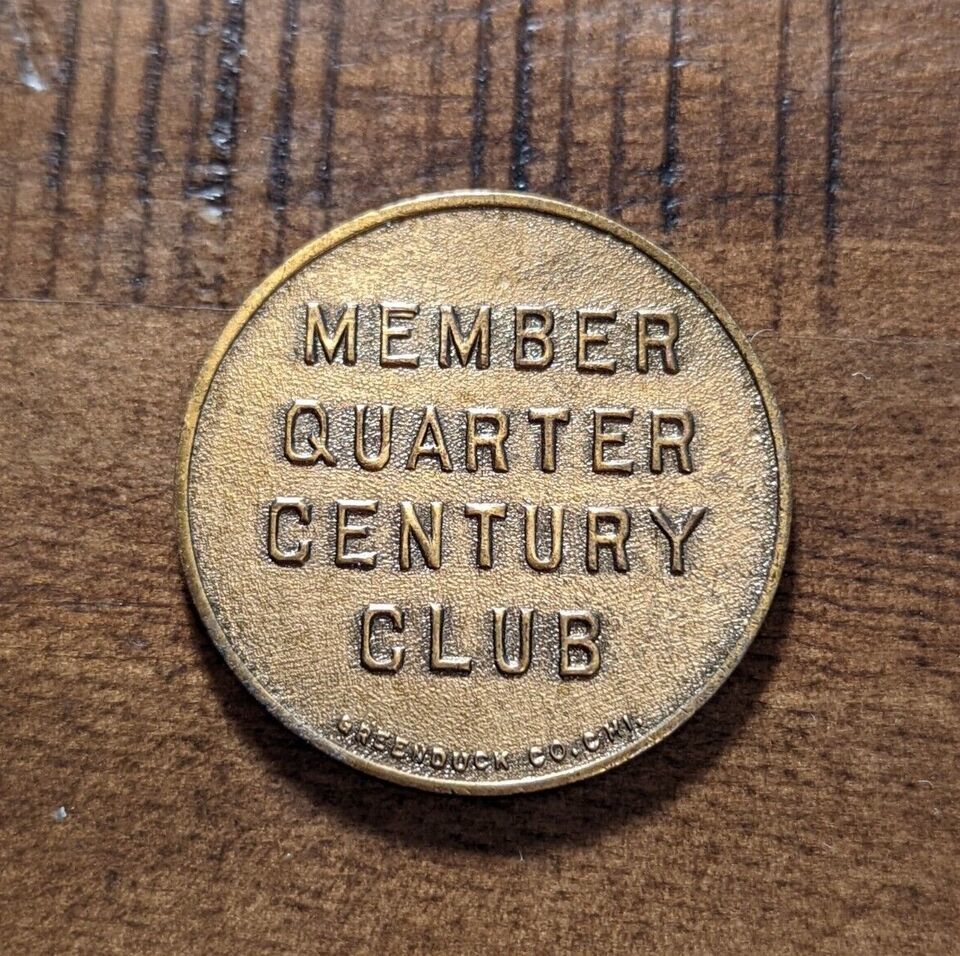 MEMBER
QUARTER
CENTURY
CLUB
GREENDUCK CO. CHI.